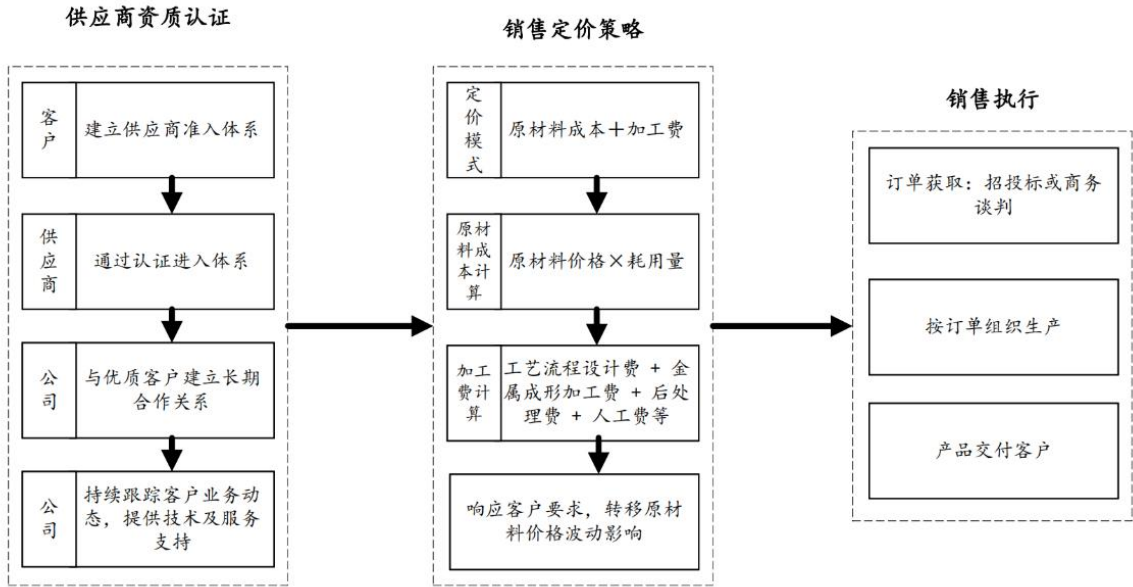 供应商资质认证
客户
建立供应商准入体系
供应商
通过认证进入体系
公司
与优质客户建立长期
合作关系
公司
持续跟踪客户业务动
态，提供技术及服务
支持
销售定价策略
定价模式
原材料成本＋加工费
原材
料成
本计
算
原材料价格×耗用量
加工
费计
算
工艺流程设计费 + 金
属成形加工费 + 后处
理费 + 人工费等
响应客户要求，转移原材
料价格波动影响
销售执行
订单获取：招投标或商务
谈判
按订单组织生产
产品交付客户